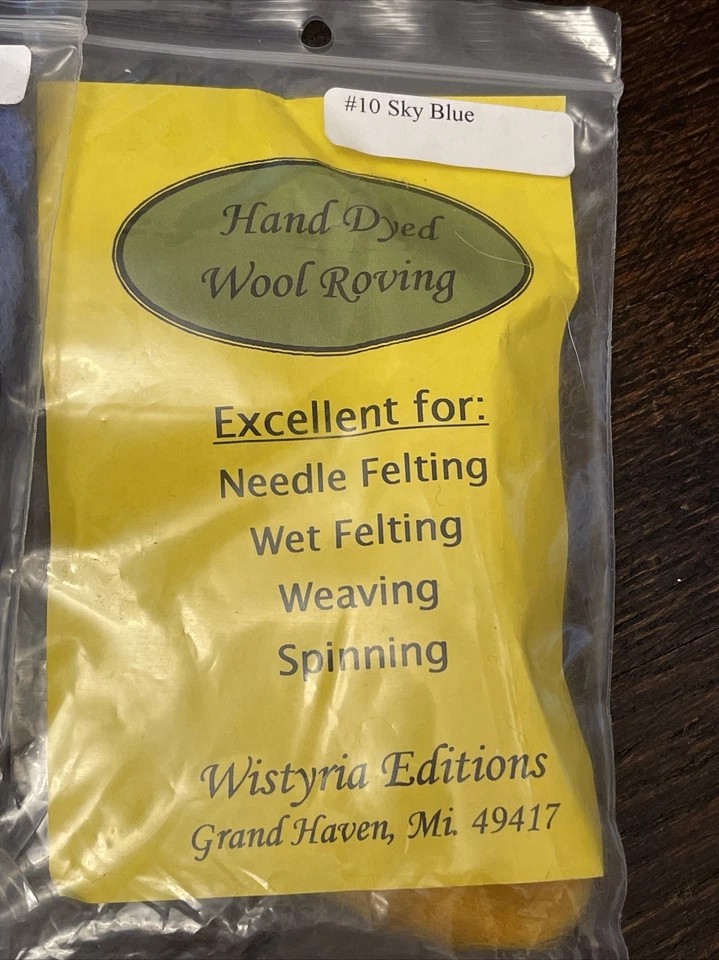 #10 Sky Blue
Hand Dyed
Wool Roving
Excellent for:
Needle Felting
Wet Felting
Weaving
Spinning
Wistyria Editions
Grand Haven, Mi. 49417